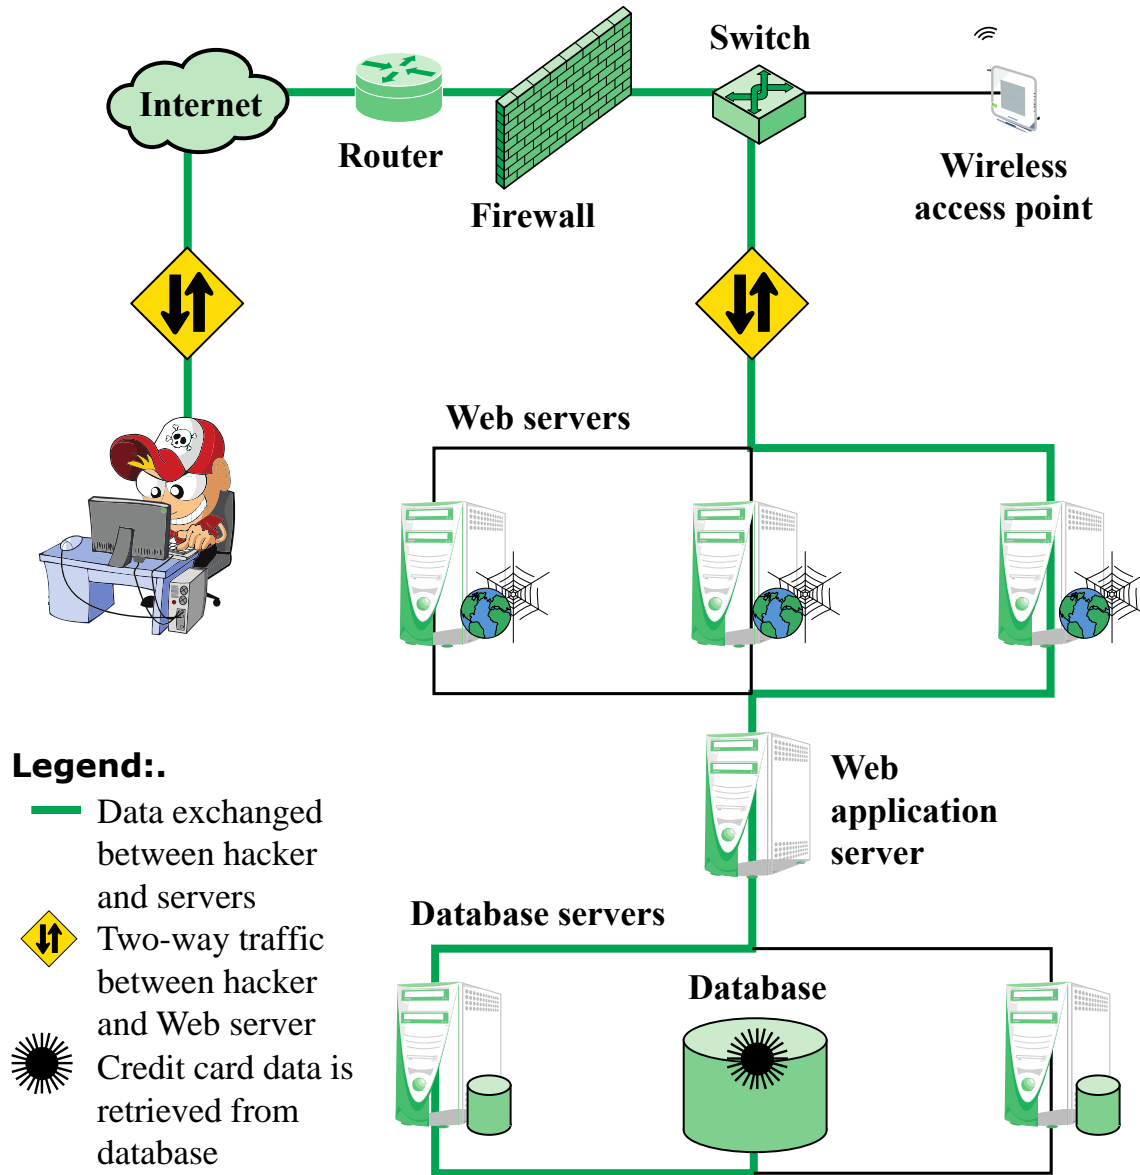 Switch
Internet
Router
Wireless
access point
Firewall
Web servers
Legend:.
Data exchanged
between hacker
and servers
Two-way traffic
between hacker
and Web server
Credit card data is
retrieved from
database
Web
application
server
Database servers
Database